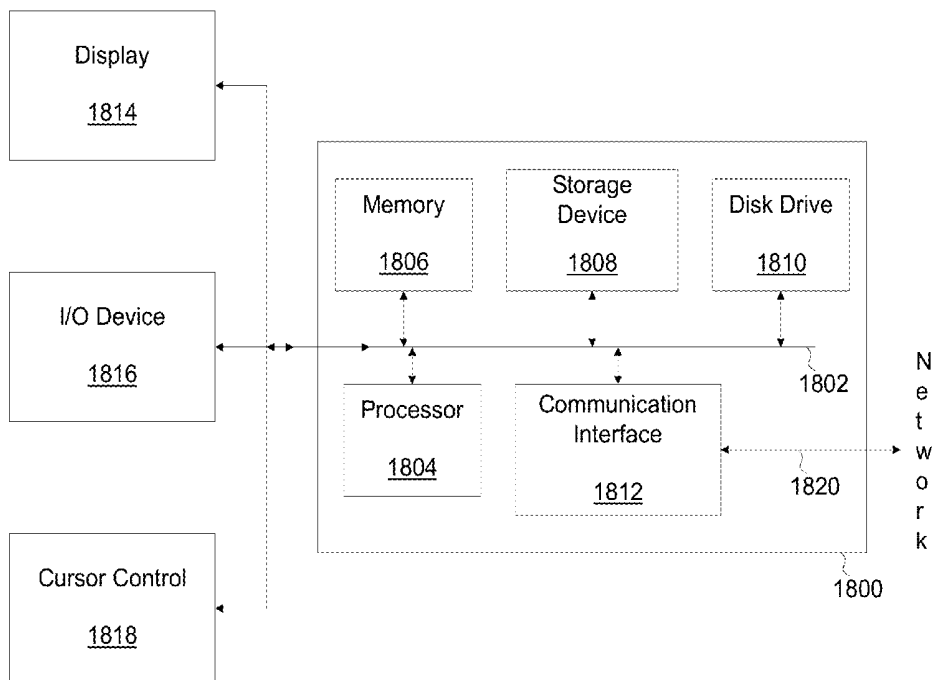 Display
1814
Memory
1806
Storage
Device
1808
Disk Drive
1810
I/O Device
1816
1802
Processor
1804
Communication
Interface
1812
1820
Network
Cursor Control
1818
1800